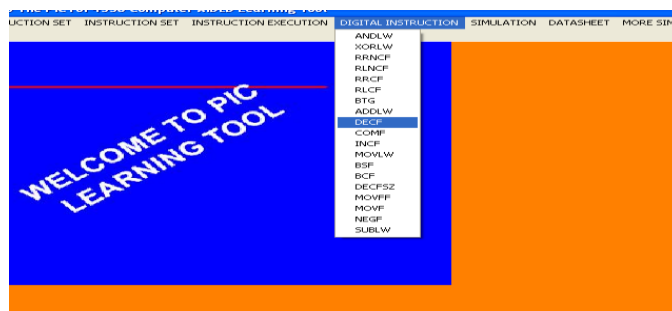 UCTION SET INSTRUCTION SET INSTRUCTION EXECUTION DIGITAL INSTRUCTION SIMULATION DATASHEET MORE SIM
ANDLW
XORLW
RRNCF
RLNCF
RRCF
RLCF
BTG
ADDLW
DECF
COMF
INCF
MOVLW
BSF
BCF
DECFSZ
MOVFF
MOVF
NEGF
SUBLW
WELCOME TO PIC
LEARNING TOOL